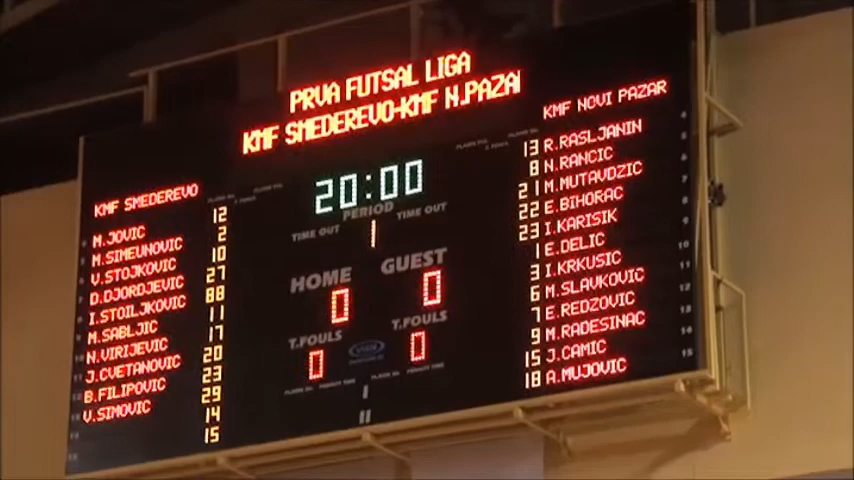 PRVA FUTSAL LIGA
KMF SMEDEREVO-KMF N.PAZA
KMF SMEDEREVO
12
M.JOVIC 2
M.SIMEUNOVIC 10
V.STOJKOVIC 27
D.DJORDJEVIC 88
I.STOILJKOVIC 11
M.SABLJIC 17
N.VIRIJEVIC 20
J.CVETANOVIC 23
B.FILIPOVIC 29
V.SIMOVIC 14
15
20:00
PERIOD
TIME OUT 1 TIME OUT
HOME GUEST
0 0
T.FOULS T.FOULS
0 0
I
II
KMF NOVI PAZAR
13 R.RASLJANIN
8 N.RANCIC
21 M.MUTAVDZIC
22 E.BIHORAC
23 I.KARISIK
1 E.DELIC
3 I.KRKUSIC
6 M.SLAVKOVIC
7 E.REDZOVIC
9 M.RADESINAC
15 J.CAMIC
18 A.MUJOVIC